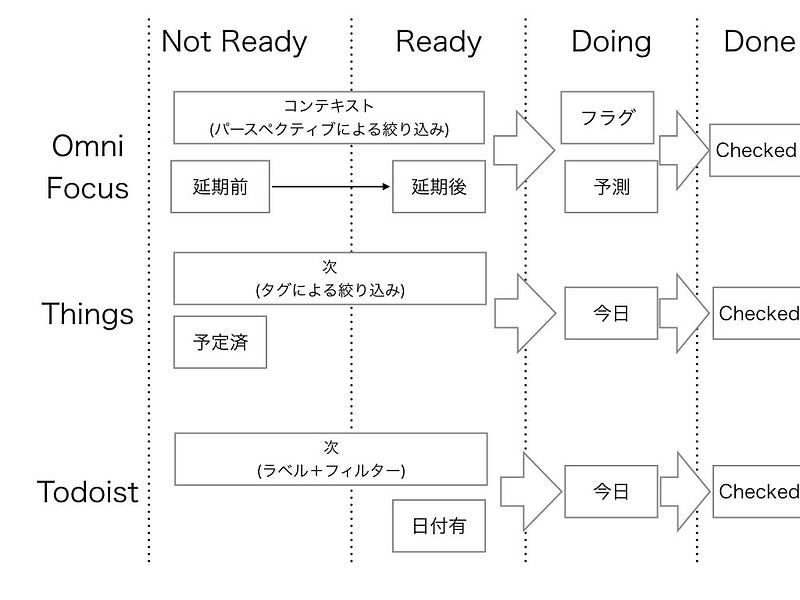 Not Ready
Ready
Doing
Done
Omni
Focus
コンテキスト
(パースペクティブによる絞り込み)
延期前
延期後
フラグ
予測
Checked
Things
次
(タグによる絞り込み)
予定済
今日
Checked
Todoist
次
(ラベル＋フィルター)
日付有
今日
Checked